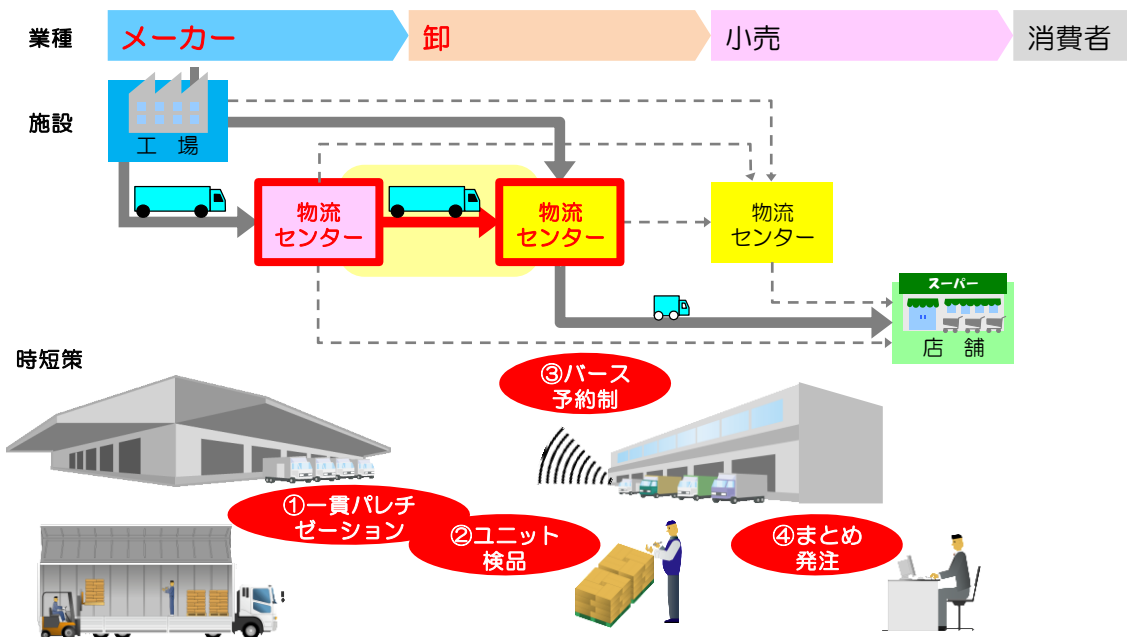 業種
メーカー
卸
小売
消費者
施設
工　場
物流
センター
物流
センター
物流
センター
スーパー
店　舗
時短策
③バース
予約制
①一貫パレチ
ゼーション
②ユニット
検品
④まとめ
発注